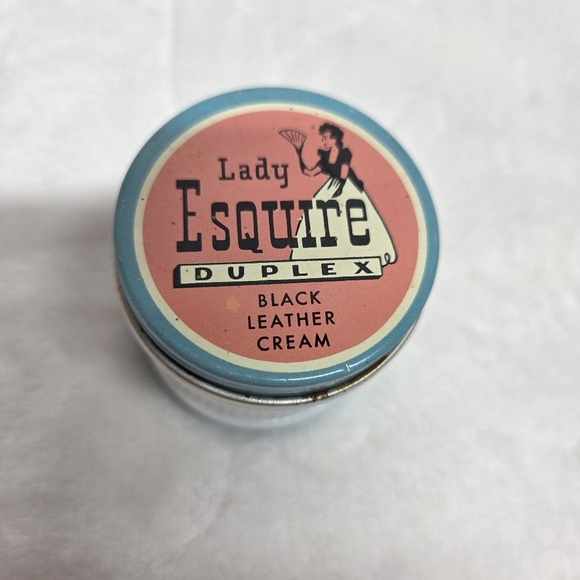 Lady
Esquire
DUPLEX
BLACK
LEATHER
CREAM